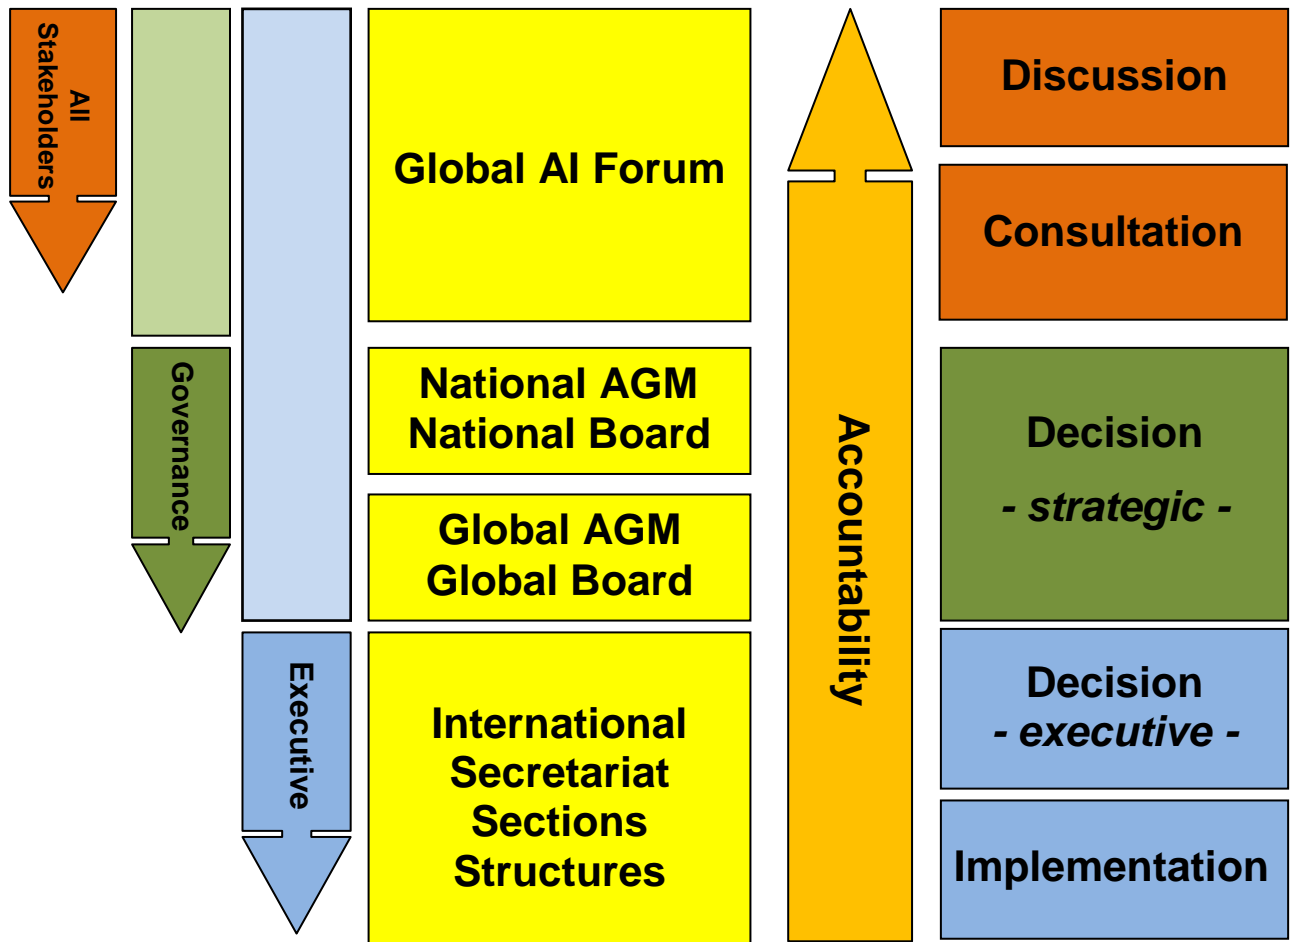 All
Stakeholders
Governance
Executive
Global AI Forum
National AGM
National Board
Global AGM
Global Board
International
Secretariat
Sections
Structures
Accountability
Discussion
Consultation
Decision
- strategic -
Decision
- executive -
Implementation